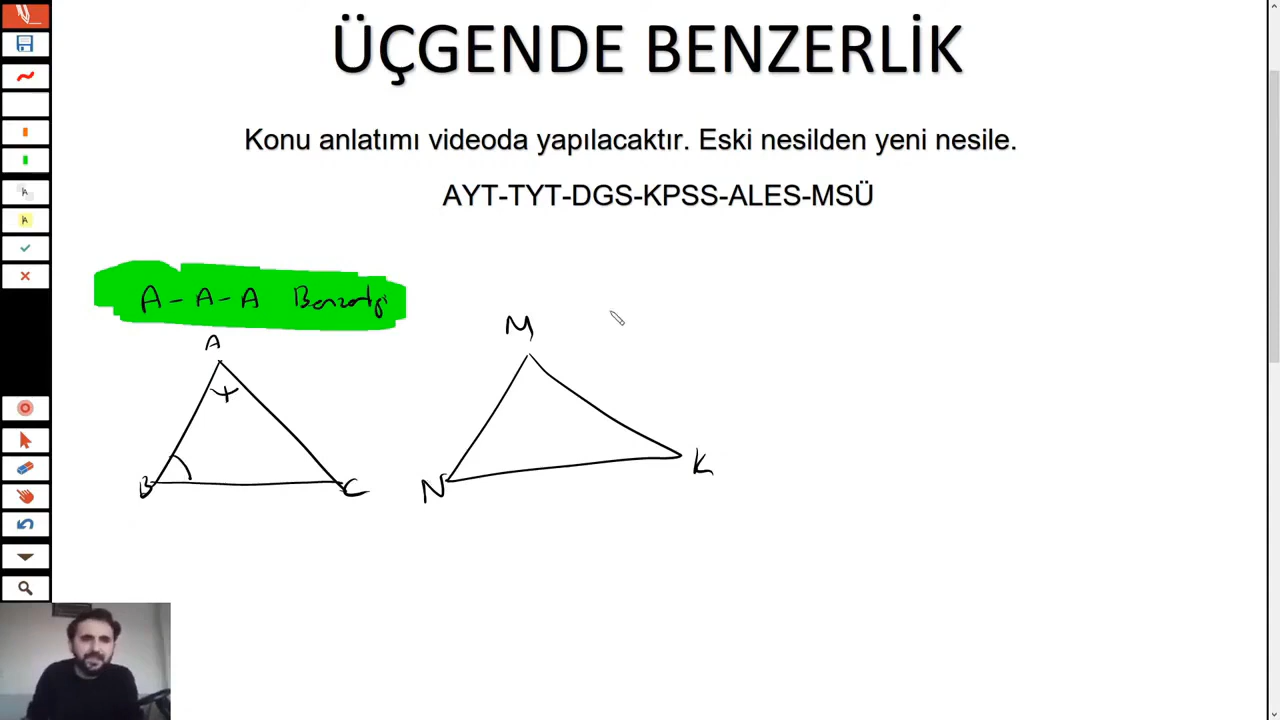 ÜÇGENDE BENZERLİK
Konu anlatımı videoda yapılacaktır. Eski nesilden yeni nesile.
AYT-TYT-DGS-KPSS-ALES-MSÜ
A - A - A Benzerliği
A
M
B
C
N
K